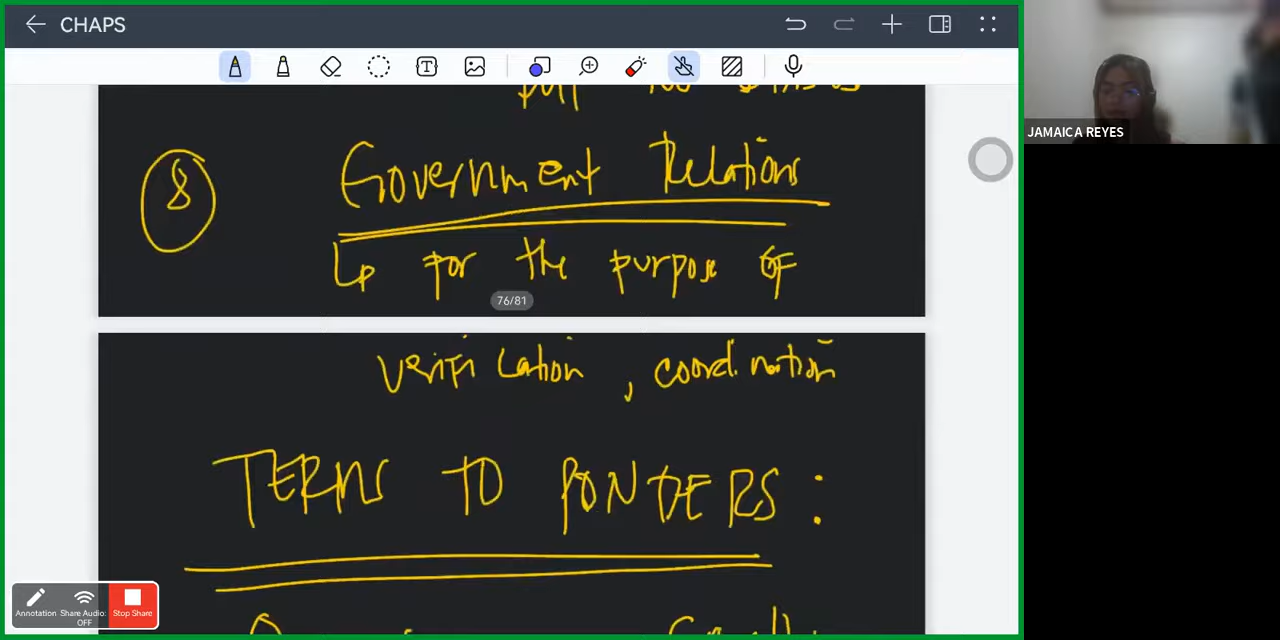 CHAPS
8 Government Relations
↳ for the purpose of
76/81
verification, coordination
TERMS TO PONDERS:
Annotation Share Audio: OFF Stop Share
JAMAICA REYES